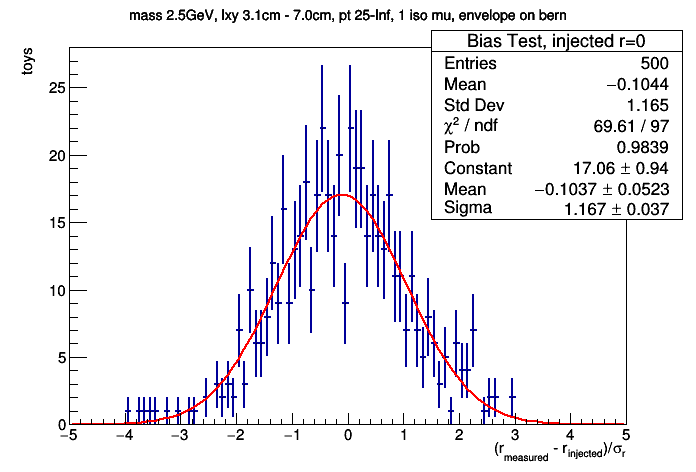 mass 2.5GeV, lxy 3.1cm - 7.0cm, pt 25-Inf, 1 iso mu, envelope on bern
Bias Test, injected r=0
Entries 500
Mean −0.1044
Std Dev 1.165
χ² / ndf 69.61 / 97
Prob 0.9839
Constant 17.06 ± 0.94
Mean −0.1037 ± 0.0523
Sigma 1.167 ± 0.037
toys
25
20
15
10
5
0
−5 −4 −3 −2 −1 0 1 2 3 4 5
(r_measured - r_injected)/σ_r